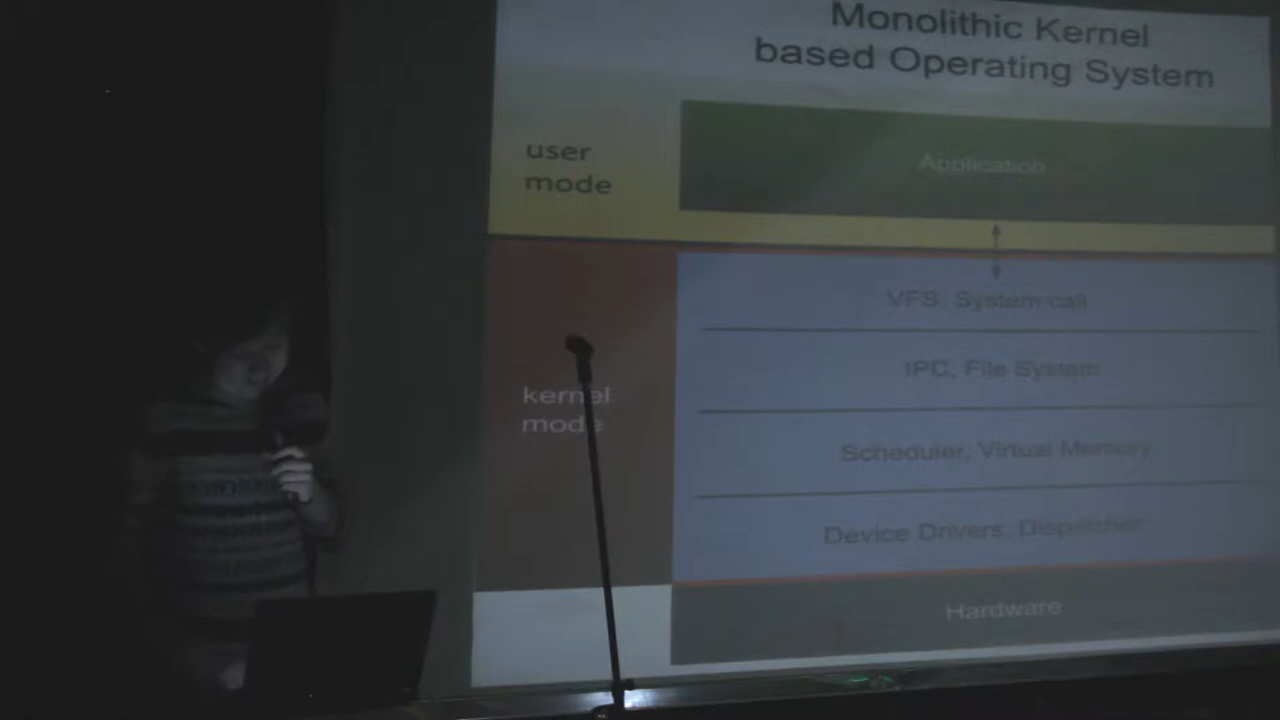 Monolithic Kernel
based Operating System
user
mode
Application
VFS, System call
IPC, File System
kernel
mode
Scheduler, Virtual Memory
Device Drivers, Dispatcher
Hardware